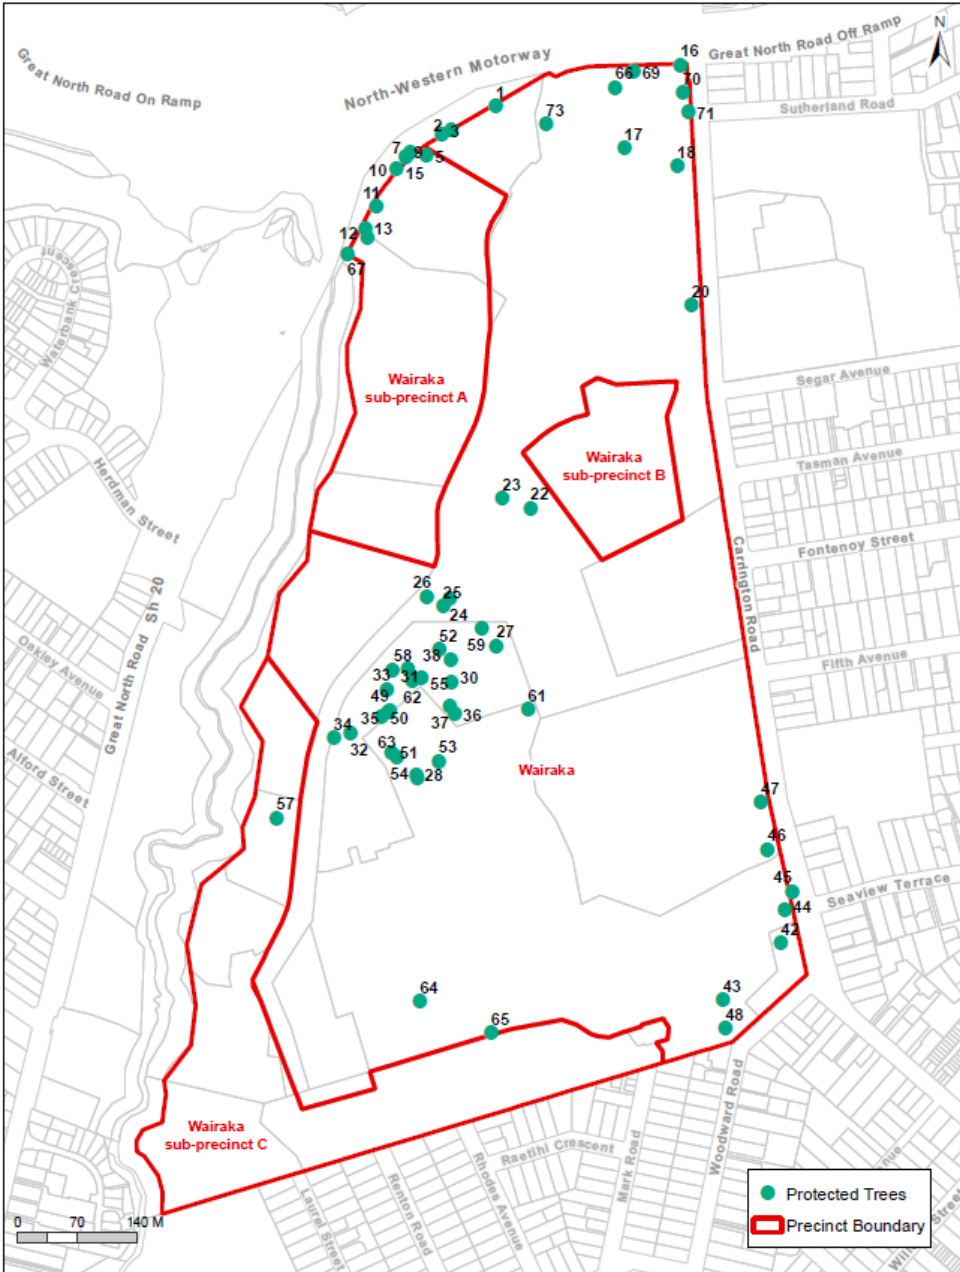 N
Great North Road Off Ramp
Great North Road On Ramp
North-Western Motorway
16
66
69
70
Sutherland Road
1
73
71
2
3
17
7
9
5
18
10
15
11
12
13
67
20
Waterbank Crescent
Segar Avenue
Wairaka
sub-precinct A
Tasman Avenue
Wairaka
sub-precinct B
Herdman Street
23
22
Carrington Road
Fontenoy Street
26
25
24
Sh 20
Great North Road
Oakley Avenue
52
27
59
38
Fifth Avenue
58
33
31
55
30
49
62
61
35
50
37
36
34
32
63
51
53
54
28
Wairaka
Alford Street
57
47
46
45
Seaview Terrace
44
42
64
43
65
48
Woodward Road
Wairaka
sub-precinct C
Raetihi Crescent
Mark Road
Rhodes Avenue
Renton Road
Laurel Street
Protected Trees
Precinct Boundary
0 70 140 M
Street